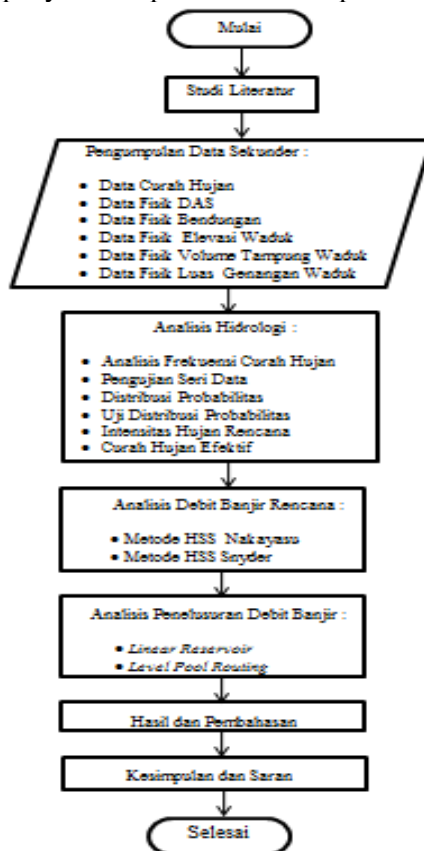 Mulai
Studi Literatur
Pengumpulan Data Sekunder :
• Data Curah Hujan
• Data Fisik DAS
• Data Fisik Bendungan
• Data Fisik Elevasi Waduk
• Data Fisik Volume Tampung Waduk
• Data Fisik Luas Genangan Waduk
Analisis Hidrologi :
• Analisis Frekuensi Curah Hujan
• Pengujian Seri Data
• Distribusi Probabilitas
• Uji Distribusi Probabilitas
• Intensitas Hujan Rencana
• Curah Hujan Efektif
Analisis Debit Banjir Rencana :
• Metode HSS Nakayasu
• Metode HSS Snyder
Analisis Penelusuran Debit Banjir :
• Linear Reservoir
• Level Pool Routing
Hasil dan Pembahasan
Kesimpulan dan Saran
Selesai